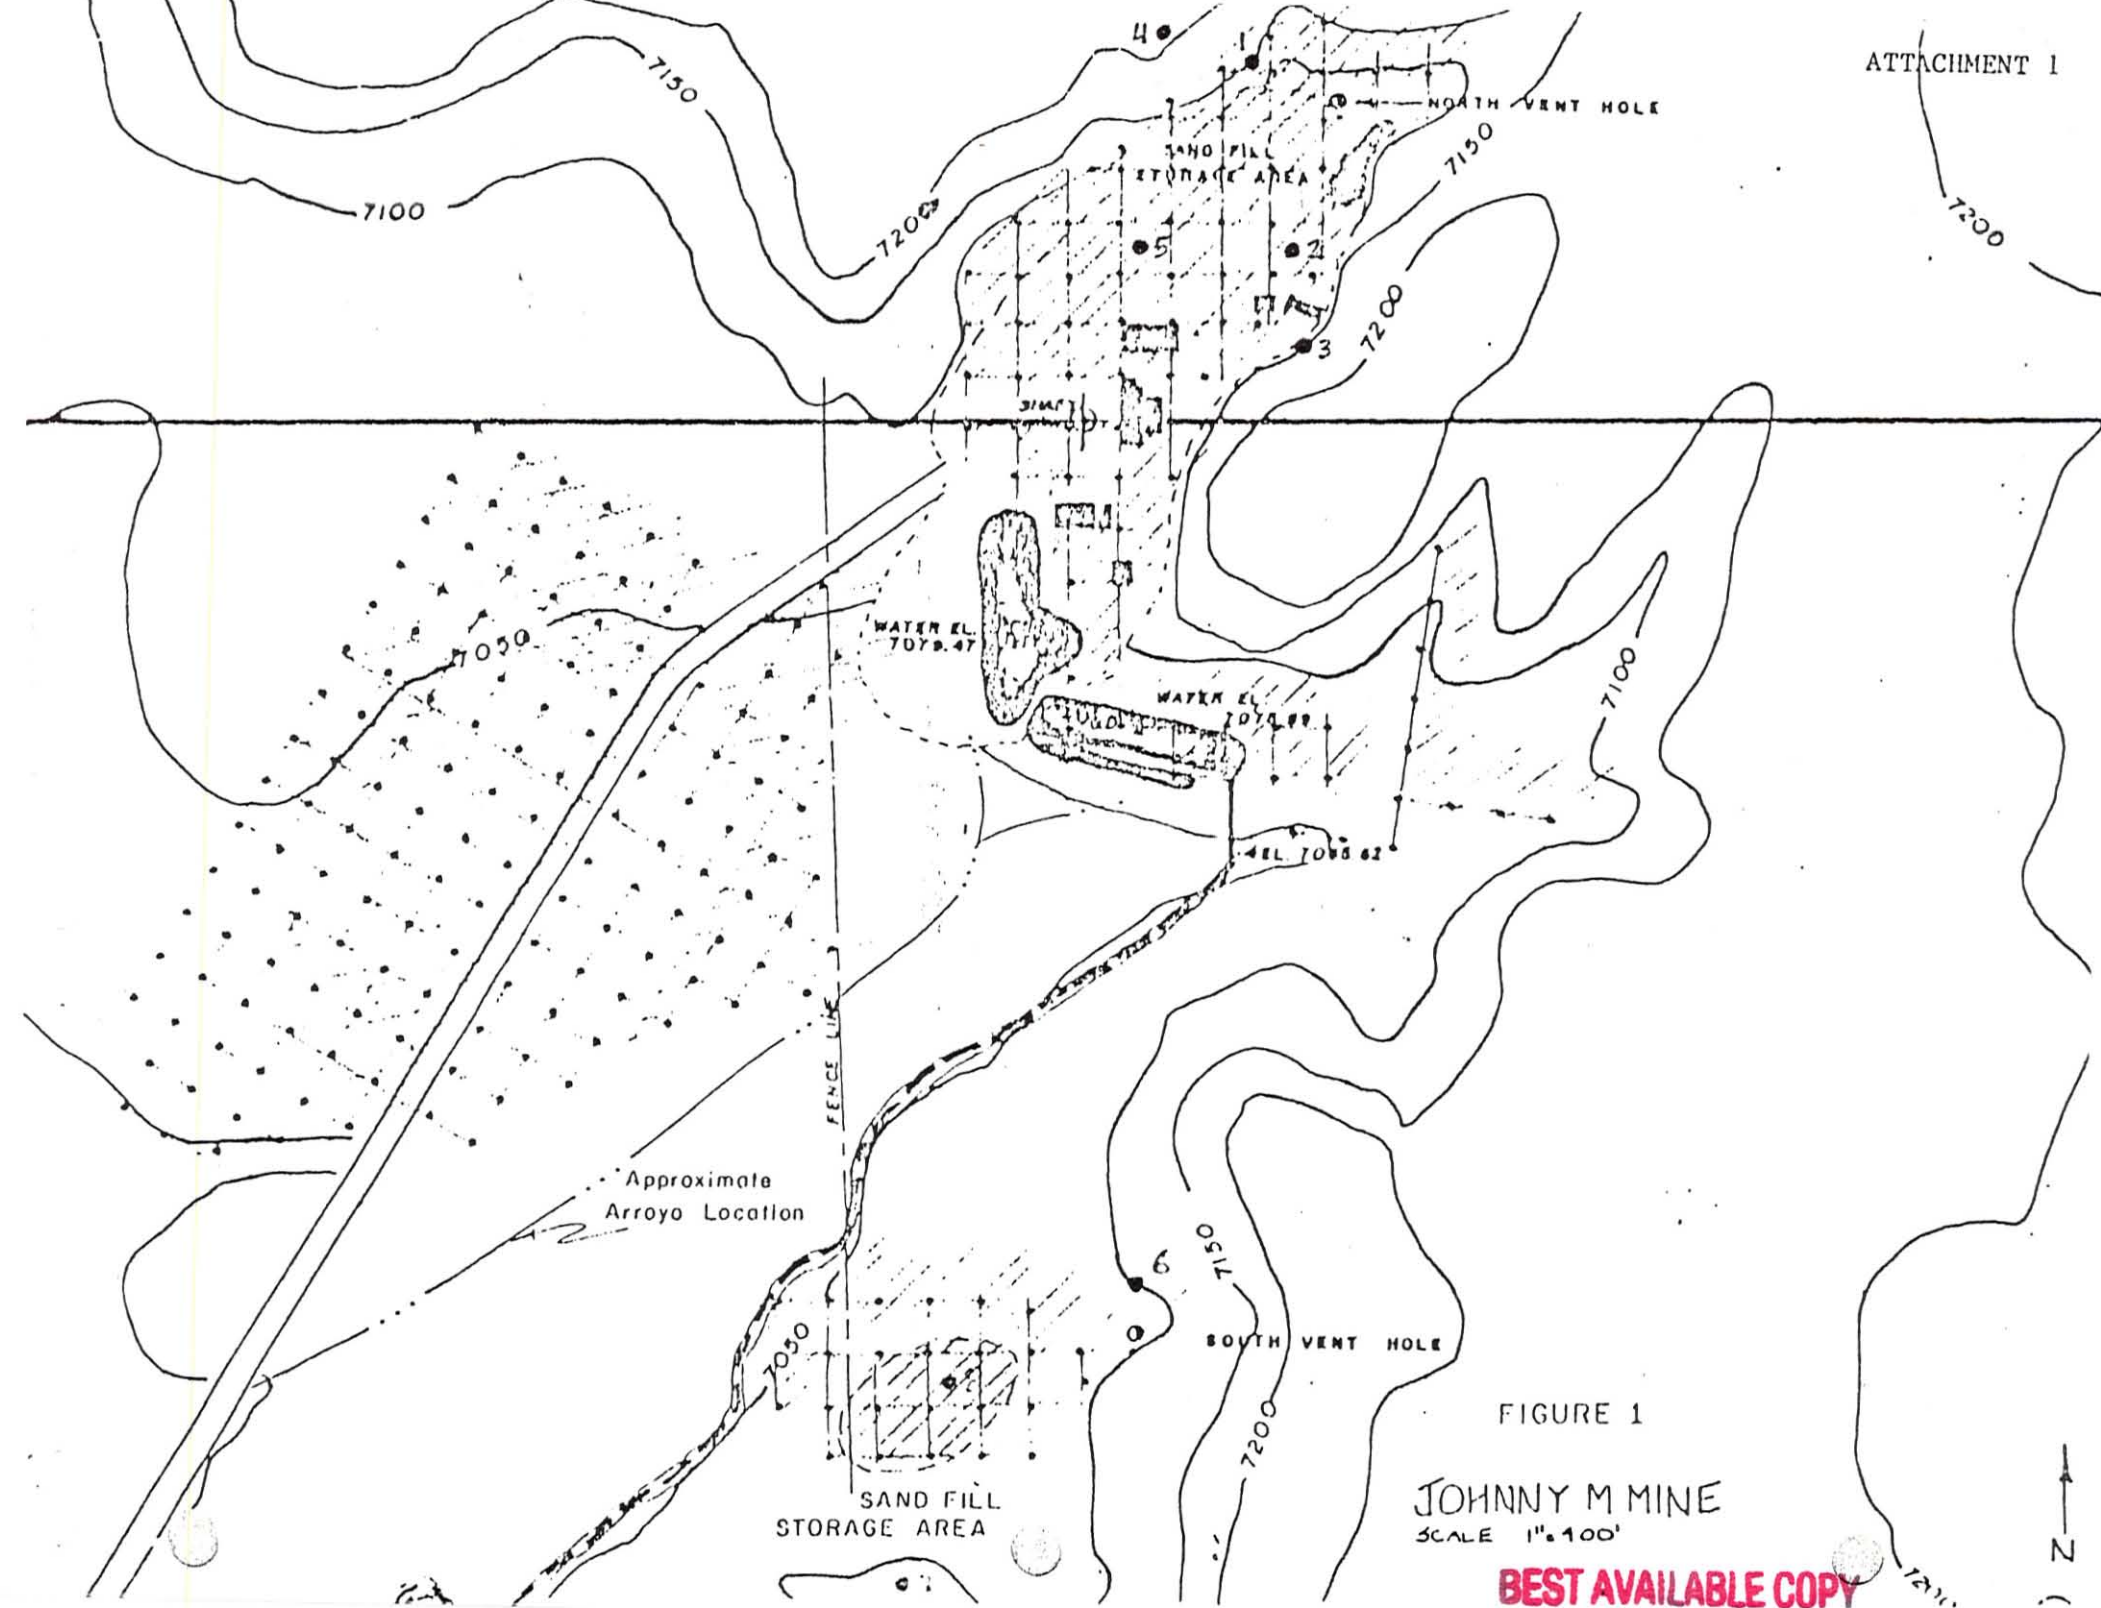 ATTACHMENT 1
4
1
7150
NORTH VENT HOLE
7150
SAND FILL
STORAGE AREA
7100
7200
7200
5
2
7200
3
7050
WATER EL.
7079.47
WATER EL.
7100
FENCE LINE
Approximate
Arroyo Location
6
7150
7050
SOUTH VENT HOLE
7200
FIGURE 1
SAND FILL
STORAGE AREA
JOHNNY M MINE
SCALE 1"=400'
N
BEST AVAILABLE COPY